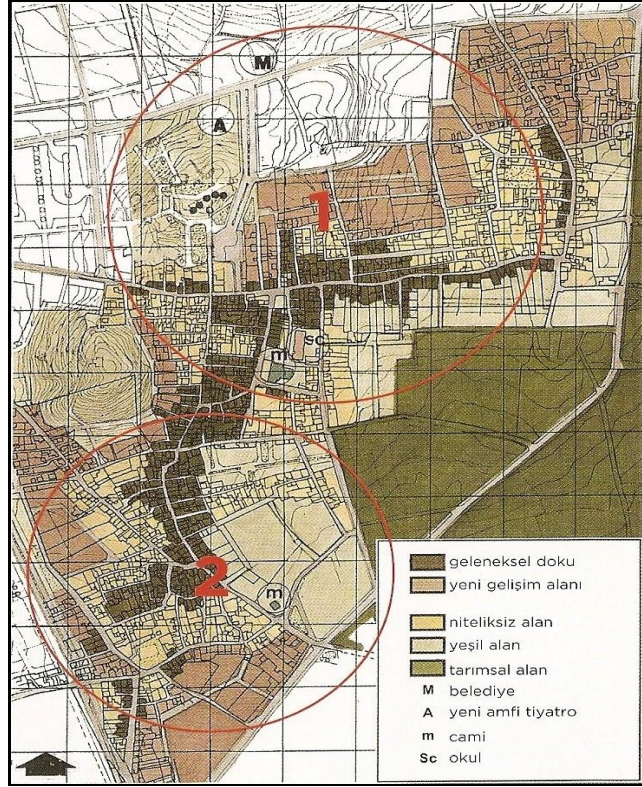 M
A
1
sc
m
2
m
geleneksel doku
yeni gelişim alanı
niteliksiz alan
yeşil alan
tarımsal alan
M belediye
A yeni amfi tiyatro
m cami
Sc okul